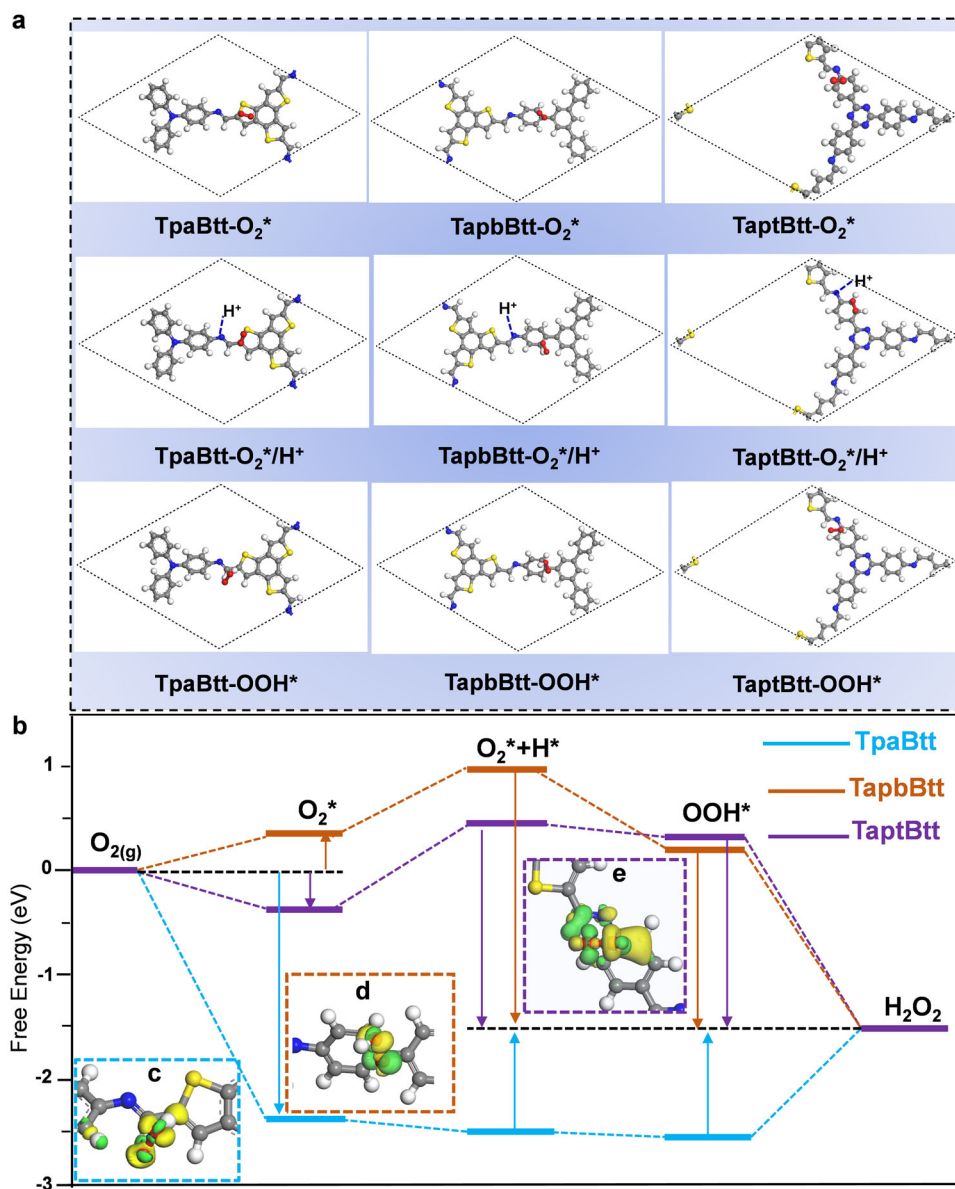 a
TpaBtt-O₂* TapbBtt-O₂* TaptBtt-O₂*
H⁺ H⁺ H⁺
TpaBtt-O₂*/H⁺ TapbBtt-O₂*/H⁺ TaptBtt-O₂*/H⁺
TpaBtt-OOH* TapbBtt-OOH* TaptBtt-OOH*
b
Free Energy (eV)
1
0
-1
-2
-3
O₂(g)
O₂*
O₂*+H*
OOH*
H₂O₂
TpaBtt
TapbBtt
TaptBtt
c
d
e